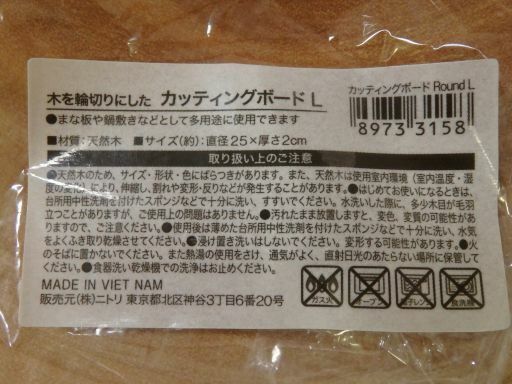 木を輪切りにした カッティングボード L
●まな板や鍋敷きなどとして多用途に使用できます
■材質:天然木 ■サイズ(約):直径25×厚さ2cm
カッティングボード Round L
8973 3158
取り扱い上のご注意
●天然木のため、サイズ・形状・色にばらつきがあります。また、天然木は使用室内環境(室内温度・湿
度の変化)により、伸縮し、割れや変形・反りなどが発生することがあります。●はじめてお使いになるときは、
台所用中性洗剤を付けたスポンジなどで十分に洗い、すすいでください。水洗いした際に、多少木目が毛羽
立つことがありますが、ご使用上の問題はありません。●汚れたまま放置しますと、変色、変質の可能性があ
りますので、ご注意ください。●使用後は薄めた台所中性洗剤を付けたスポンジなどで十分に洗い、水気
をよくふき取り乾燥させてください。●浸け置き洗いはしないでください。変形する可能性があります。●火
のそばに置かないでください。また熱湯の使用をさけ、通気がよく、直射日光のあたらない場所に保管して
ください。●食器洗い乾燥機での洗浄はお止めください。
MADE IN VIET NAM
販売元(株)ニトリ 東京都北区神谷3丁目6番20号
ガス火 オーブン 電子レンジ 食洗機